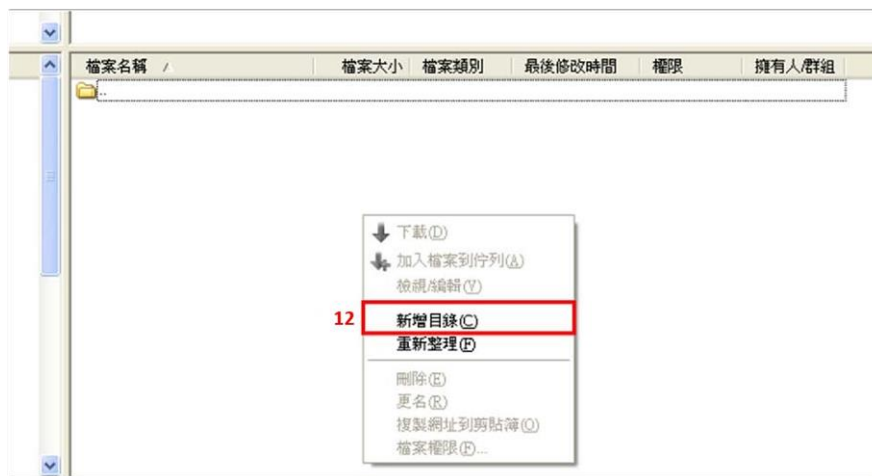 檔案名稱 檔案大小 檔案類別 最後修改時間 權限 擁有人/群組
..
下載(D)
加入檔案到佇列(A)
檢視/編輯(V)
12 新增目錄(C)
重新整理(F)
刪除(E)
更名(R)
複製網址到剪貼簿(O)
檔案權限(F)...